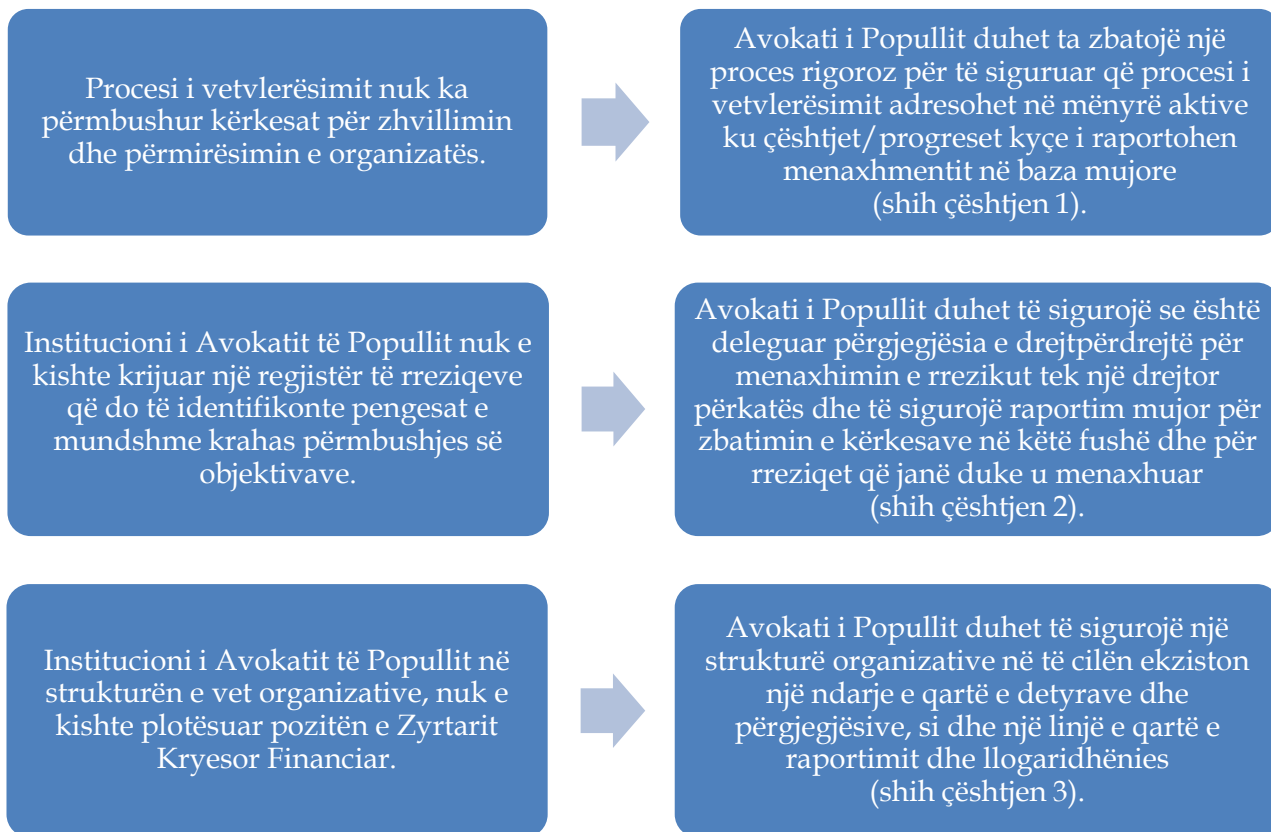 Procesi i vetvlerësimit nuk ka
përmbushur kërkesat për zhvillimin
dhe përmirësimin e organizatës.
Avokati i Popullit duhet ta zbatojë një
proces rigoroz për të siguruar që procesi i
vetvlerësimit adresohet në mënyrë aktive
ku çështjet/progreset kyçe i raportohen
menaxhmentit në baza mujore
(shih çështjen 1).
Institucioni i Avokatit të Popullit nuk e
kishte krijuar një regjistër të rreziqeve
që do të identifikonte pengesat e
mundshme krahas përmbushjes së
objektivave.
Avokati i Popullit duhet të sigurojë se është
deleguar përgjegjësia e drejtpërdrejtë për
menaxhimin e rrezikut tek një drejtor
përkatës dhe të sigurojë raportim mujor për
zbatimin e kërkesave në këtë fushë dhe për
rreziqet që janë duke u menaxhuar
(shih çështjen 2).
Institucioni i Avokatit të Popullit në
strukturën e vet organizative, nuk e
kishte plotësuar pozitën e Zyrtarit
Kryesor Financiar.
Avokati i Popullit duhet të sigurojë një
strukturë organizative në të cilën ekziston
një ndarje e qartë e detyrave dhe
përgjegjësive, si dhe një linjë e qartë e
raportimit dhe llogaridhënies
(shih çështjen 3).